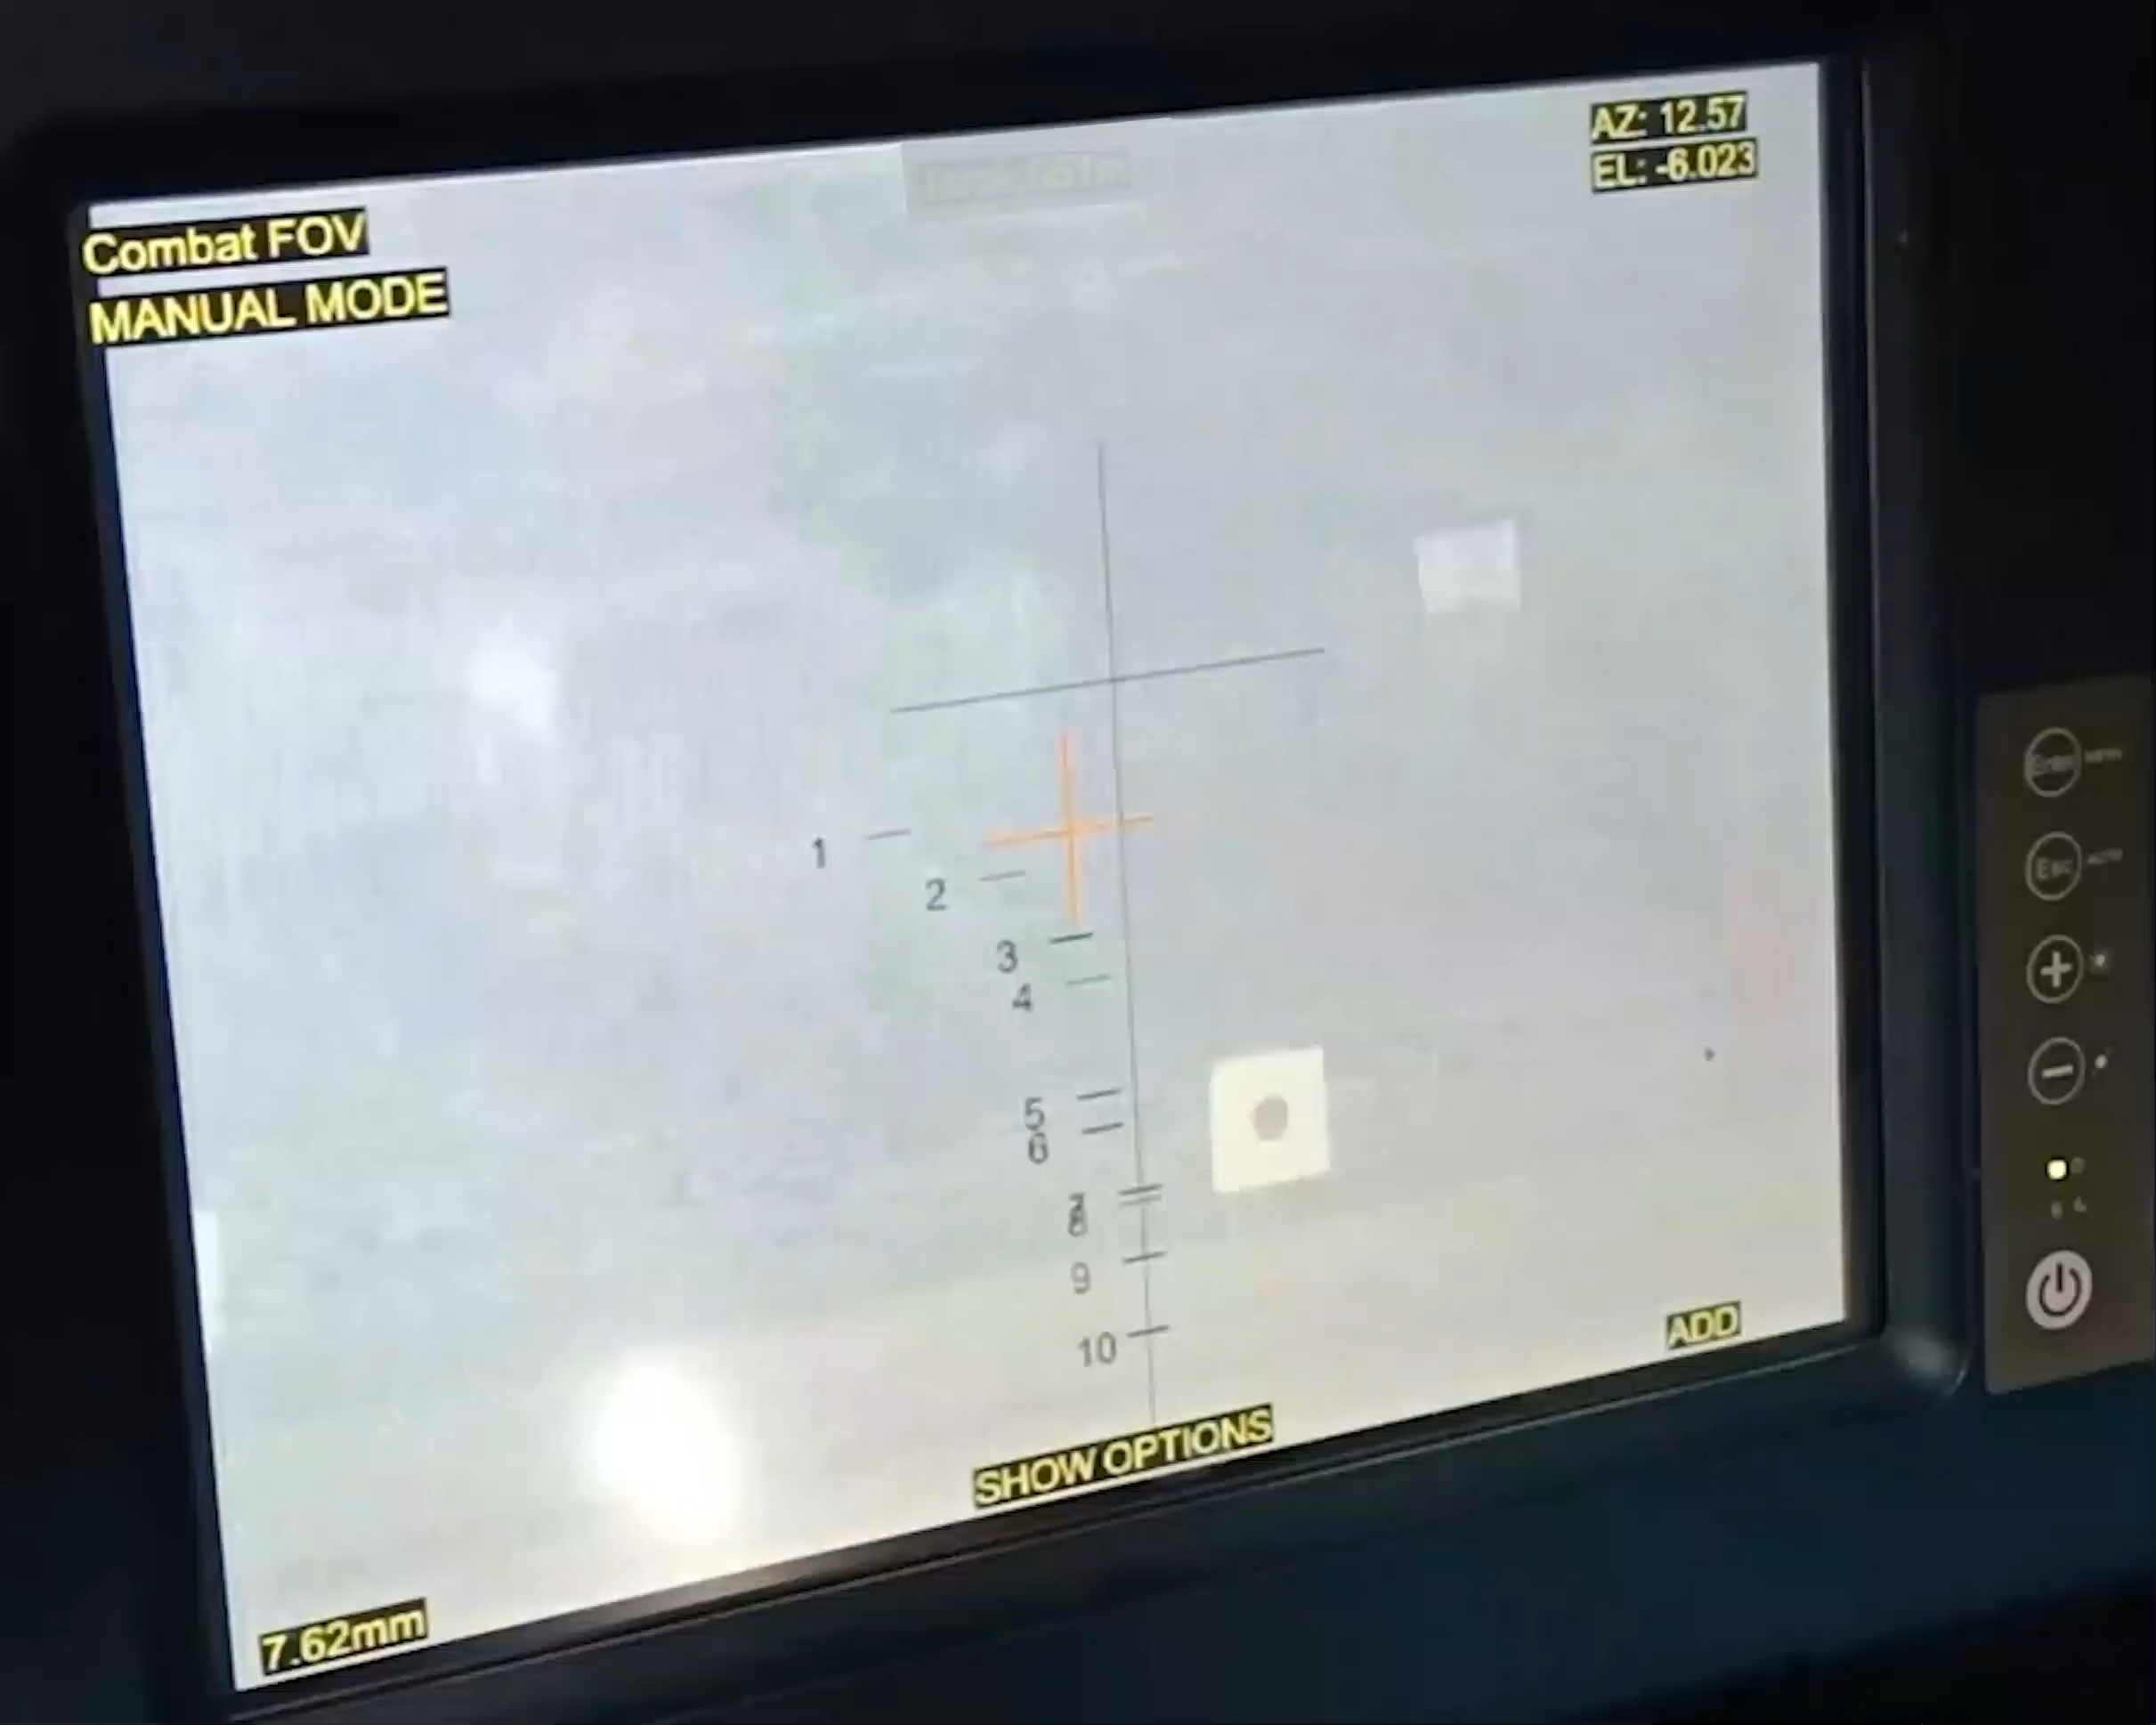 AZ: 12.57
EL: -6.023
Combat FOV
MANUAL MODE
1
2
3
4
5
6
8
9
10
Esc
ADD
SHOW OPTIONS
7.62mm